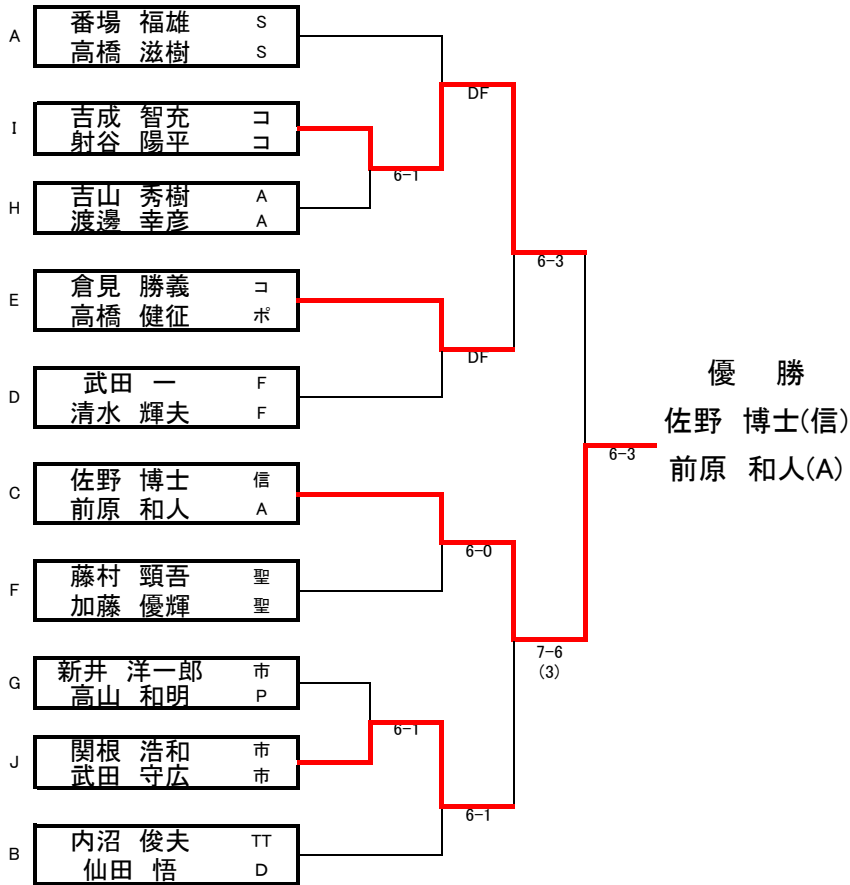 A
番場 福雄 S
高橋 滋樹 S
DF
I
吉成 智充 コ
射谷 陽平 コ
6-1
H
吉山 秀樹 A
渡邊 幸彦 A
6-3
E
倉見 勝義 コ
高橋 健征 ポ
DF
D
武田 一 F
清水 輝夫 F
優 勝
佐野 博士(信)
前原 和人(A)
6-3
C
佐野 博士 信
前原 和人 A
6-0
F
藤村 顕吾 聖
加藤 優輝 聖
7-6
(3)
G
新井 洋一郎 市
高山 和明 P
6-1
J
関根 浩和 市
武田 守広 市
6-1
B
内沼 俊夫 TT
仙田 悟 D